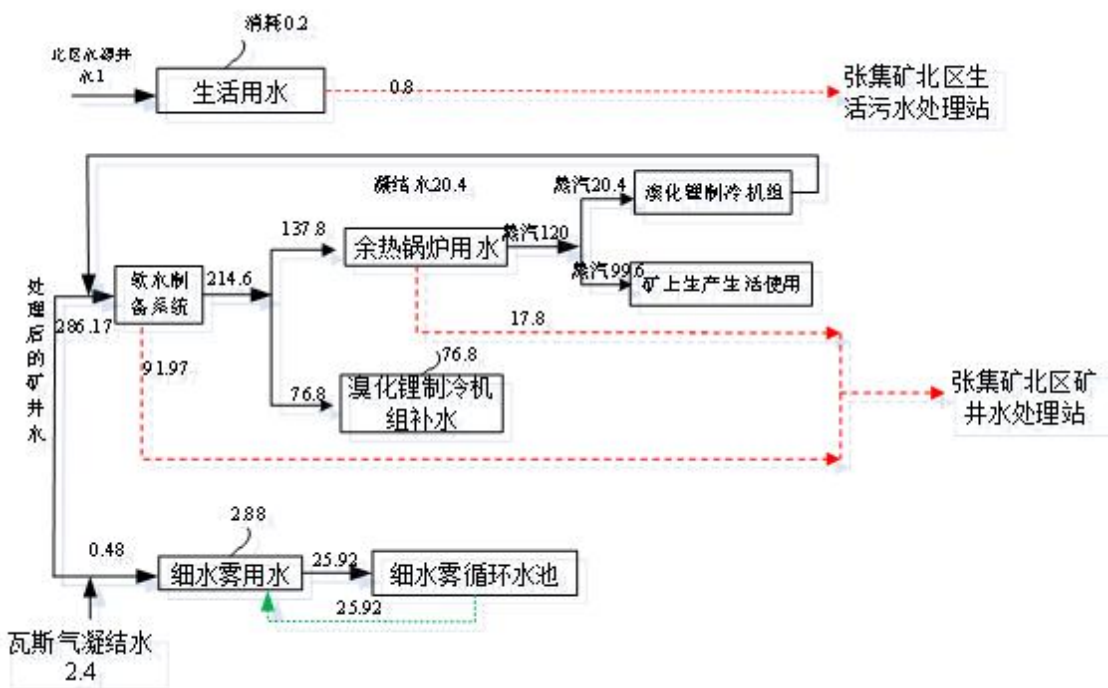 消耗0.2
北区水源井
水1
生活用水
0.8
张集矿北区生
活污水处理站
凝结水20.4
蒸汽20.4
溴化锂制冷机组
137.8
余热锅炉用水
蒸汽120
处理后的矿井水
286.17
软水制
备系统
214.6
蒸汽99.6
矿上生产生活使用
17.8
91.97
76.8
76.8
溴化锂制冷机
组补水
张集矿北区矿
井水处理站
2.88
0.48
细水雾用水
25.92
细水雾循环水池
25.92
瓦斯气凝结水
2.4